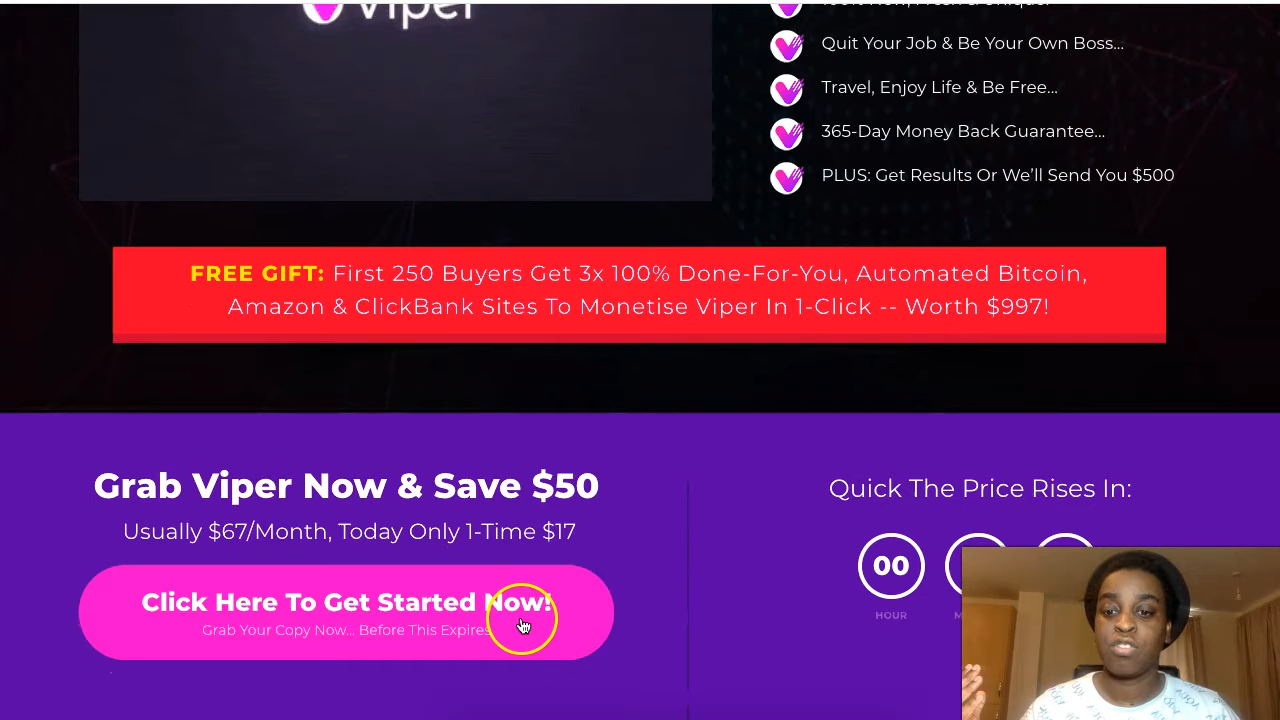 viper
100% New, Fresh & Unique!
Quit Your Job & Be Your Own Boss...
Travel, Enjoy Life & Be Free...
365-Day Money Back Guarantee...
PLUS: Get Results Or We'll Send You $500
FREE GIFT: First 250 Buyers Get 3x 100% Done-For-You, Automated Bitcoin,
Amazon & ClickBank Sites To Monetise Viper In 1-Click -- Worth $997!
Grab Viper Now & Save $50
Usually $67/Month, Today Only 1-Time $17
Click Here To Get Started Now!
Grab Your Copy Now... Before This Expires
Quick The Price Rises In:
00
HOUR